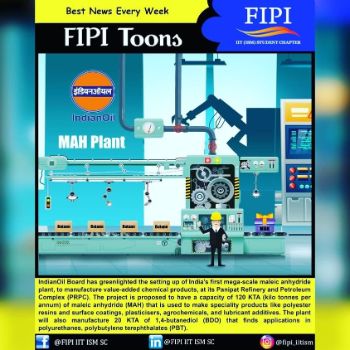 Best News Every Week
FIPI
IIT (ISM) STUDENT CHAPTER
FIPI Toons
इंडियनऑयल
IndianOil
MAH Plant
MAH
IndianOil Board has greenlighted the setting up of India's first mega-scale maleic anhydride
plant, to manufacture value-added chemical products, at its Panipat Refinery and Petroleum
Complex (PRPC). The project is proposed to have a capacity of 120 KTA (kilo tonnes per
annum) of maleic anhydride (MAH) that is used to make speciality products like polyester
resins and surface coatings, plasticisers, agrochemicals, and lubricant additives. The plant
will also manufacture 20 KTA of 1,4-butanediol (BDO) that finds applications in
polyurethanes, polybutylene terephthalates (PBT).
@FIPI IIT ISM SC
@FIPI IIT ISM SC
@fipi_iitism